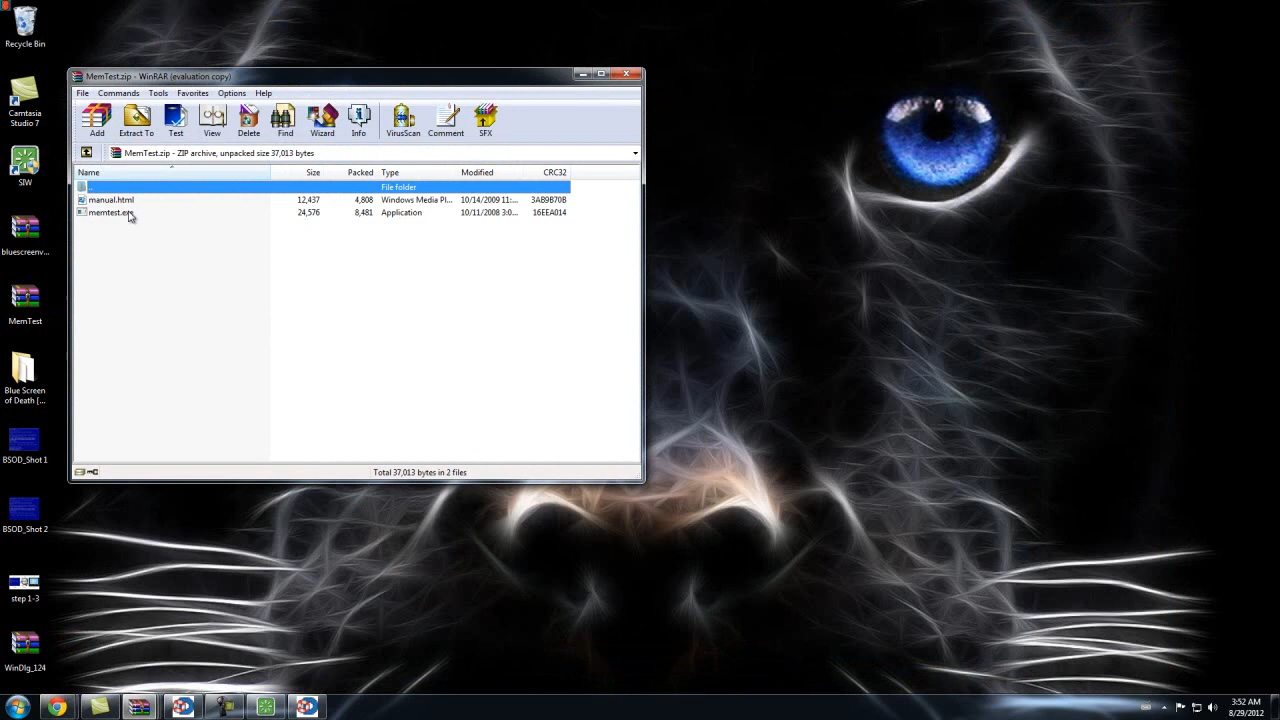 Recycle Bin
Camtasia
Studio 7
SIW
bluescreenv...
MemTest
Blue Screen
of Death [...
BSOD_Shot 1
BSOD_Shot 2
step 1-3
WinDlg_124
MemTest.zip - WinRAR (evaluation copy)
File Commands Tools Favorites Options Help
Add Extract To Test View Delete Find Wizard Info VirusScan Comment SFX
MemTest.zip - ZIP archive, unpacked size 37,013 bytes
Name Size Packed Type Modified CRC32
.. File folder
manual.html 12,437 4,808 Windows Media Pl... 10/14/2009 11:... 3AB9B70B
memtest.exe 24,576 8,481 Application 10/11/2008 3:0... 16EEA014
Total 37,013 bytes in 2 files
3:52 AM
8/29/2012